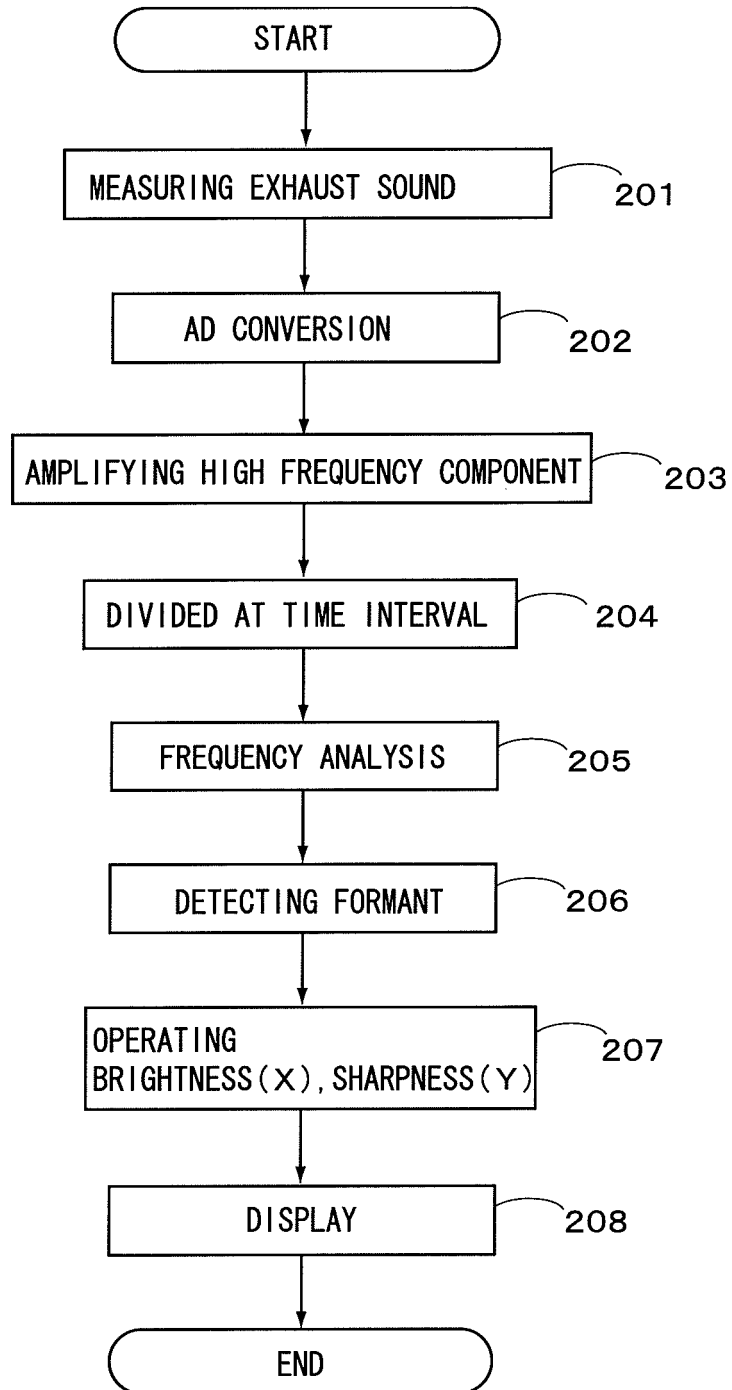 START
MEASURING EXHAUST SOUND
201
AD CONVERSION
202
AMPLIFYING HIGH FREQUENCY COMPONENT
203
DIVIDED AT TIME INTERVAL
204
FREQUENCY ANALYSIS
205
DETECTING FORMANT
206
OPERATING
BRIGHTNESS(X),SHARPNESS(Y)
207
DISPLAY
208
END